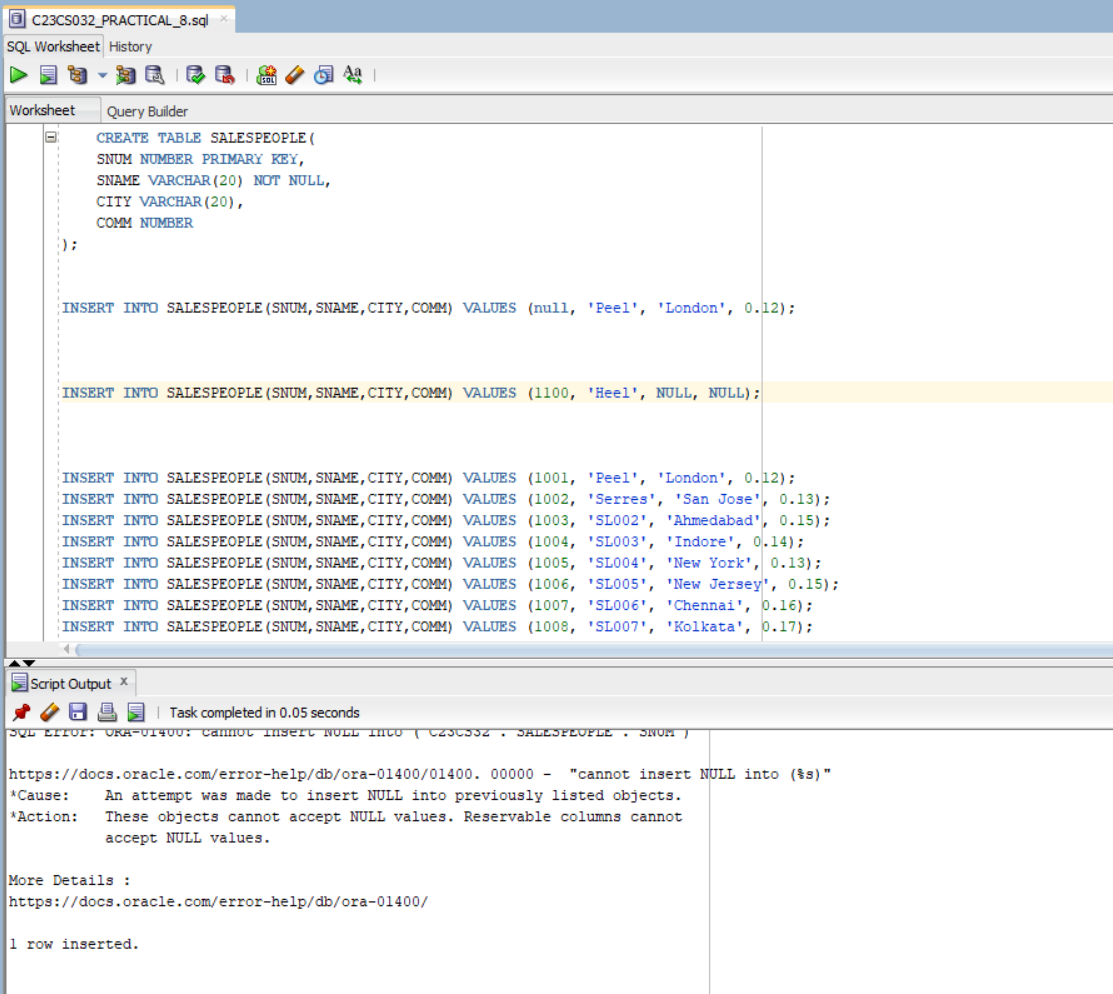 C23CS032_PRACTICAL_8.sql
SQL Worksheet History
Worksheet Query Builder
CREATE TABLE SALESPEOPLE(
SNUM NUMBER PRIMARY KEY,
SNAME VARCHAR(20) NOT NULL,
CITY VARCHAR(20),
COMM NUMBER
);
INSERT INTO SALESPEOPLE(SNUM,SNAME,CITY,COMM) VALUES (null, 'Peel', 'London', 0.12);
INSERT INTO SALESPEOPLE(SNUM,SNAME,CITY,COMM) VALUES (1100, 'Heel', NULL, NULL);
INSERT INTO SALESPEOPLE(SNUM,SNAME,CITY,COMM) VALUES (1001, 'Peel', 'London', 0.12);
INSERT INTO SALESPEOPLE(SNUM,SNAME,CITY,COMM) VALUES (1002, 'Serres', 'San Jose', 0.13);
INSERT INTO SALESPEOPLE(SNUM,SNAME,CITY,COMM) VALUES (1003, 'SL002', 'Ahmedabad', 0.15);
INSERT INTO SALESPEOPLE(SNUM,SNAME,CITY,COMM) VALUES (1004, 'SL003', 'Indore', 0.14);
INSERT INTO SALESPEOPLE(SNUM,SNAME,CITY,COMM) VALUES (1005, 'SL004', 'New York', 0.13);
INSERT INTO SALESPEOPLE(SNUM,SNAME,CITY,COMM) VALUES (1006, 'SL005', 'New Jersey', 0.15);
INSERT INTO SALESPEOPLE(SNUM,SNAME,CITY,COMM) VALUES (1007, 'SL006', 'Chennai', 0.16);
INSERT INTO SALESPEOPLE(SNUM,SNAME,CITY,COMM) VALUES (1008, 'SL007', 'Kolkata', 0.17);
Script Output x
Task completed in 0.05 seconds
SQL Error: ORA-01400: cannot insert NULL into ("C23CS32"."SALESPEOPLE"."SNUM")
https://docs.oracle.com/error-help/db/ora-01400/01400. 00000 - "cannot insert NULL into (%s)"
*Cause: An attempt was made to insert NULL into previously listed objects.
*Action: These objects cannot accept NULL values. Reservable columns cannot
accept NULL values.
More Details :
https://docs.oracle.com/error-help/db/ora-01400/
1 row inserted.